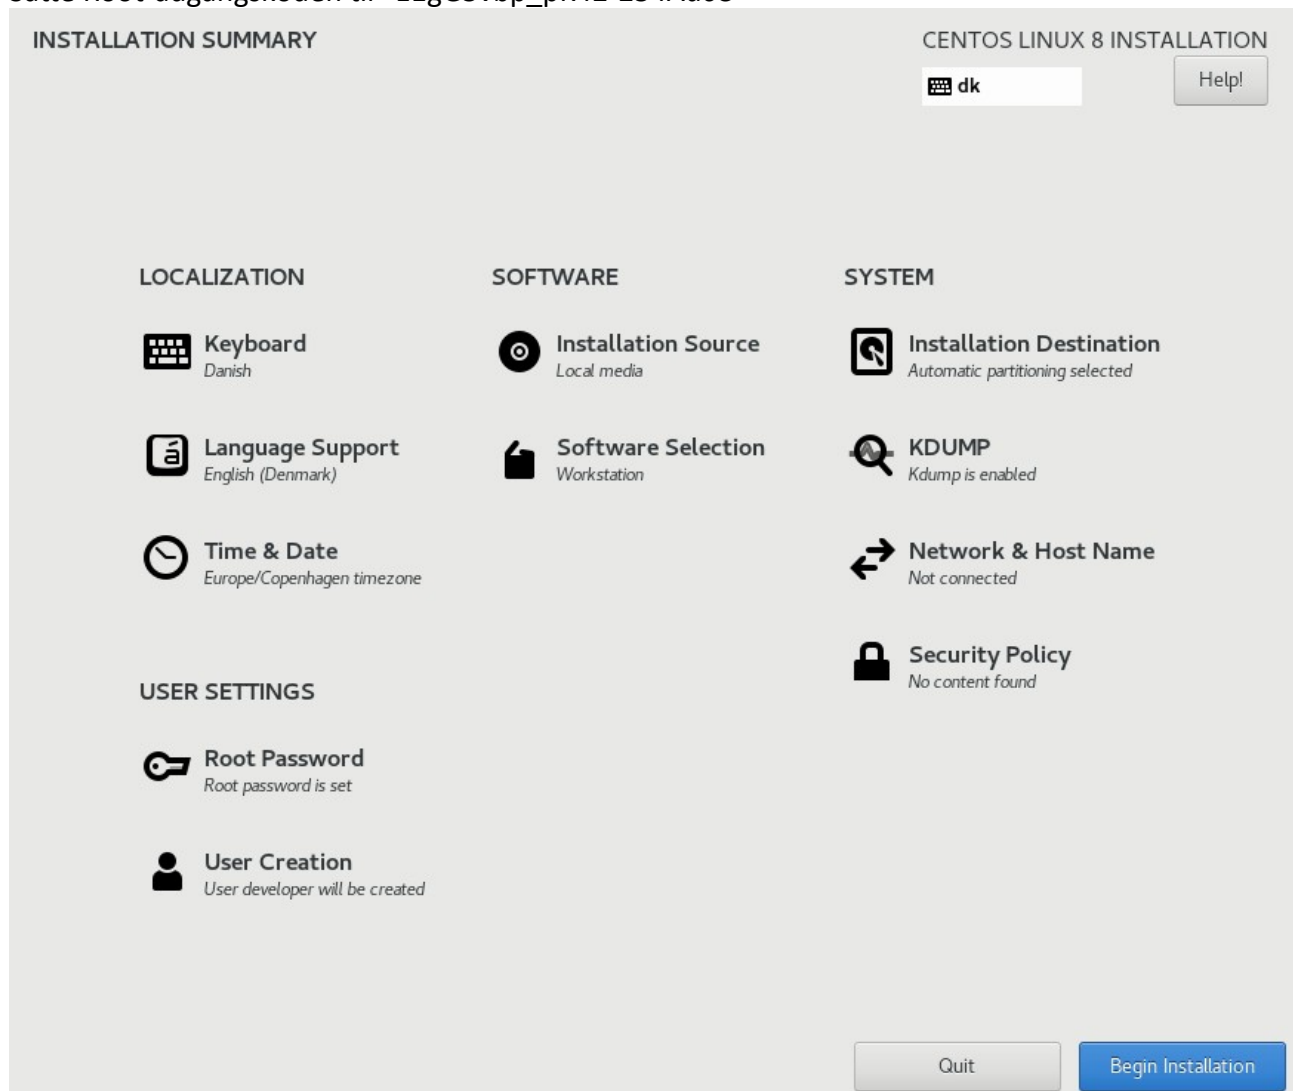 INSTALLATION SUMMARY
CENTOS LINUX 8 INSTALLATION
dk
Help!
LOCALIZATION
Keyboard
Danish
Language Support
English (Denmark)
Time & Date
Europe/Copenhagen timezone
SOFTWARE
Installation Source
Local media
Software Selection
Workstation
SYSTEM
Installation Destination
Automatic partitioning selected
KDUMP
Kdump is enabled
Network & Host Name
Not connected
Security Policy
No content found
USER SETTINGS
Root Password
Root password is set
User Creation
User developer will be created
Quit
Begin Installation